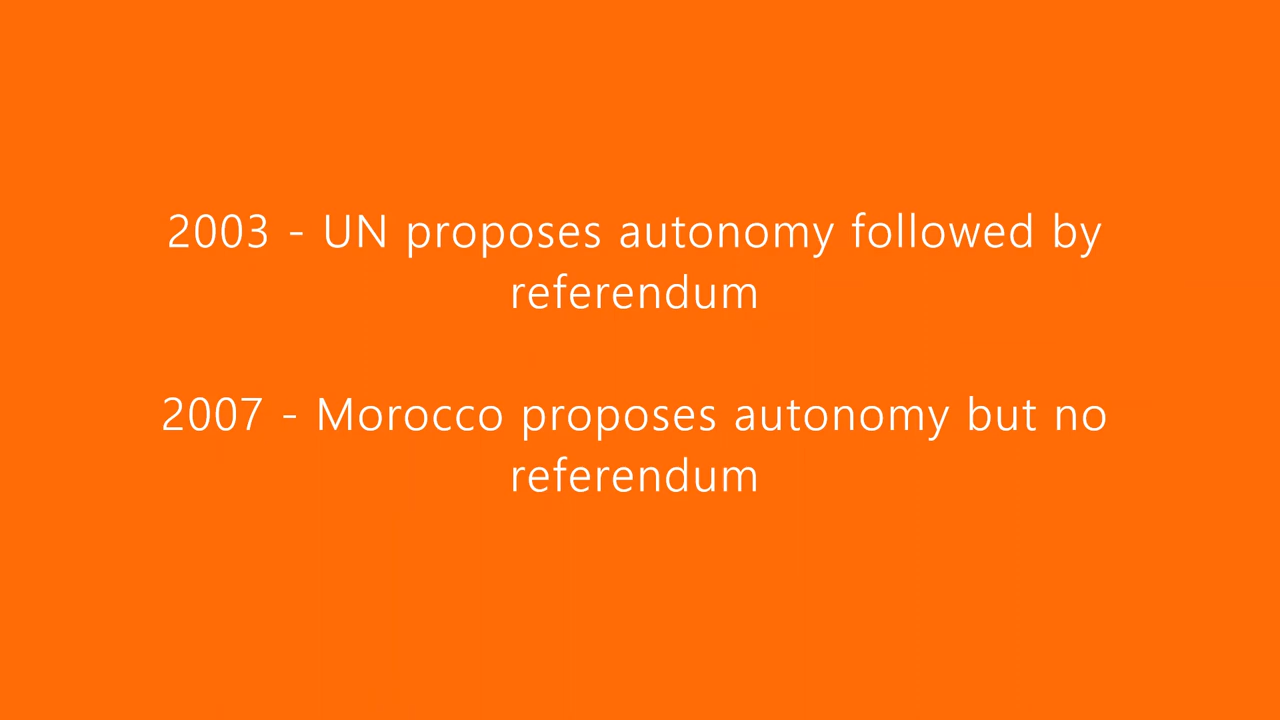 2003 - UN proposes autonomy followed by
referendum
2007 - Morocco proposes autonomy but no
referendum